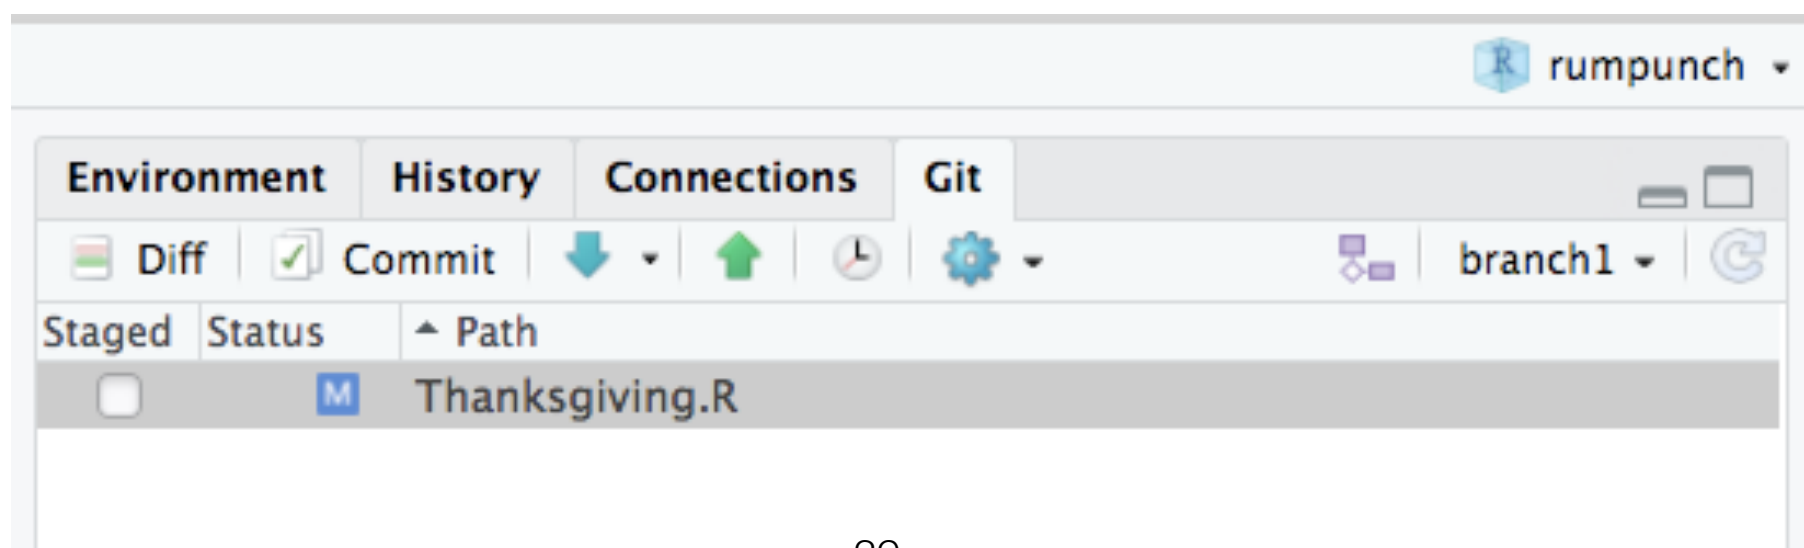 rumpunch
Environment History Connections Git
Diff Commit branch1
Staged Status Path
M Thanksgiving.R